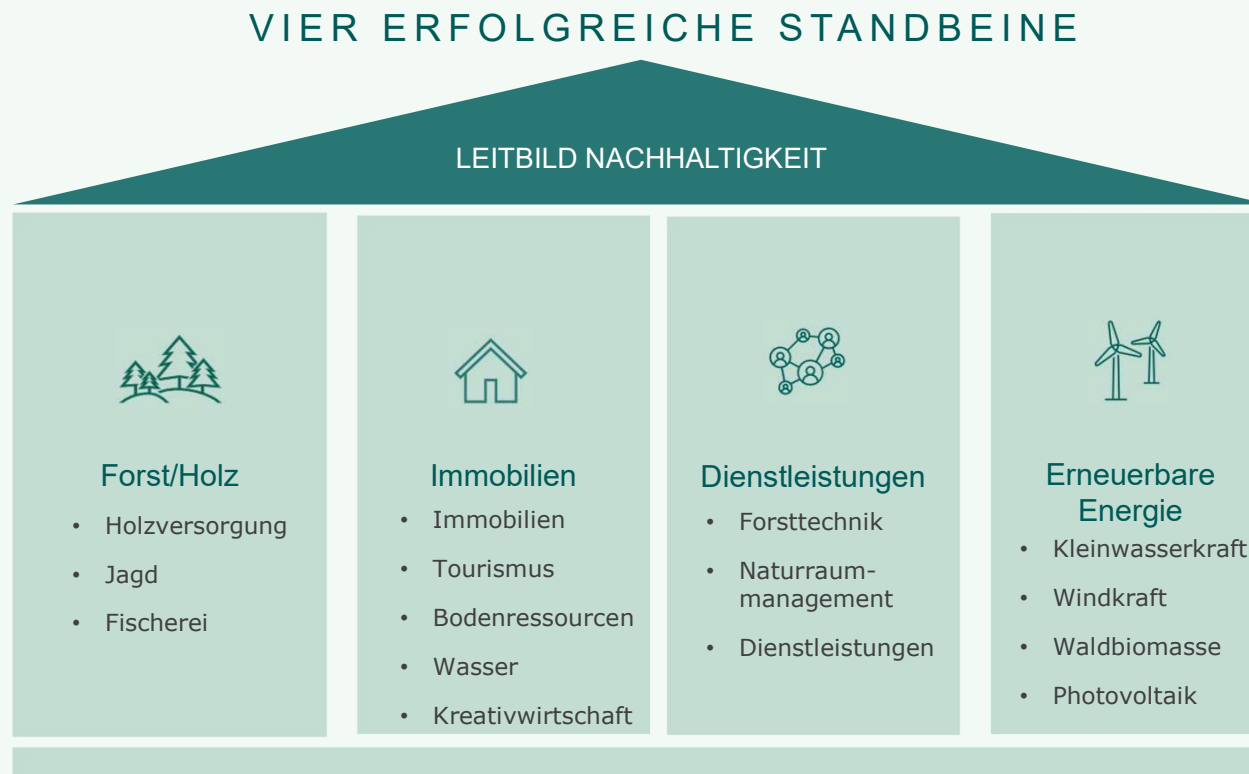 VIER ERFOLGREICHE STANDBEINE
LEITBILD NACHHALTIGKEIT
Forst/Holz
• Holzversorgung
• Jagd
• Fischerei
Immobilien
• Immobilien
• Tourismus
• Bodenressourcen
• Wasser
• Kreativwirtschaft
Dienstleistungen
• Forsttechnik
• Naturraum-
management
• Dienstleistungen
Erneuerbare
Energie
• Kleinwasserkraft
• Windkraft
• Waldbiomasse
• Photovoltaik